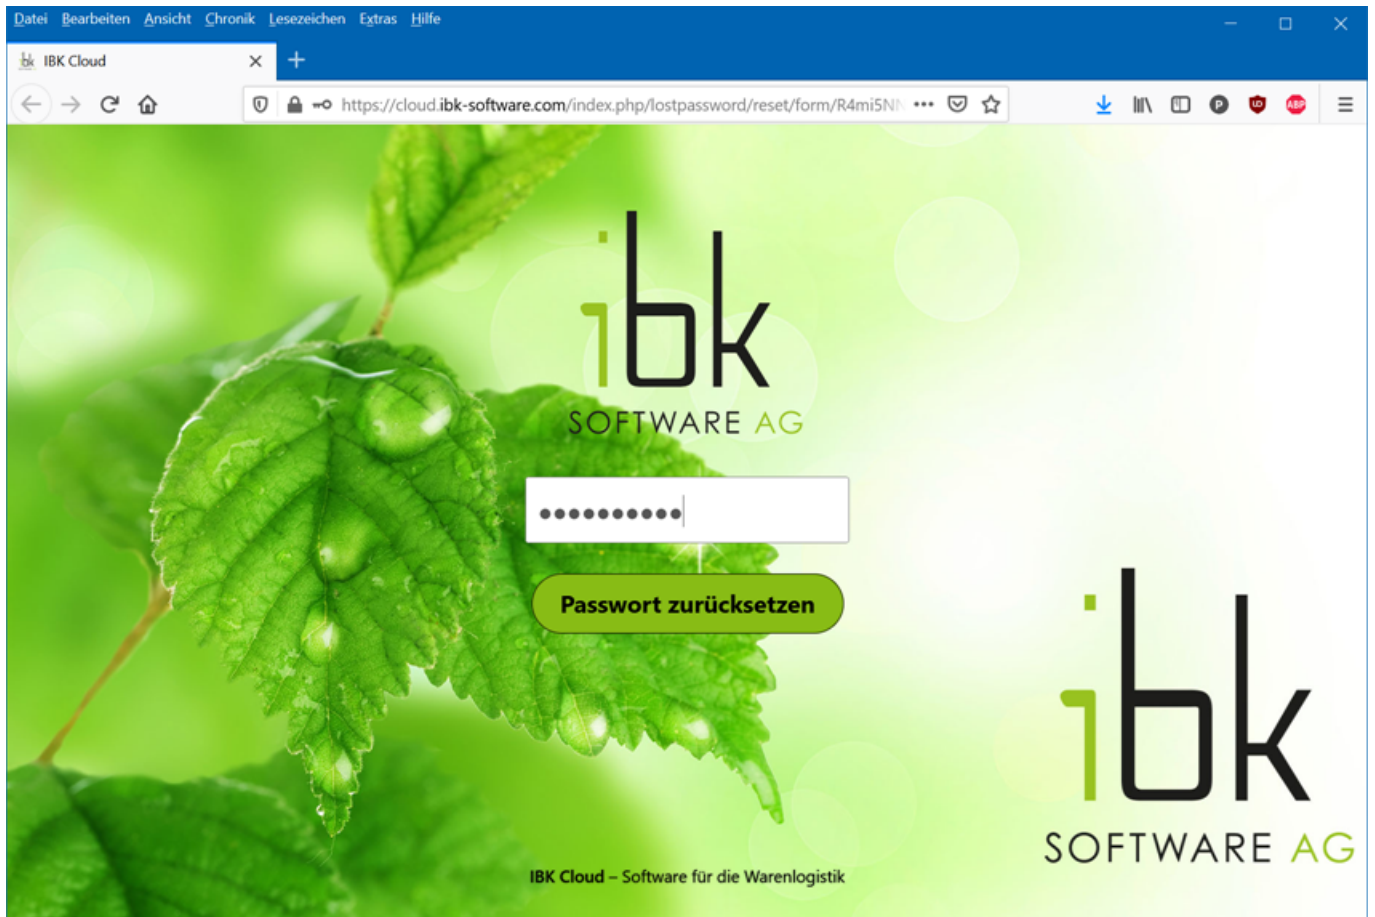 Datei Bearbeiten Ansicht Chronik Lesezeichen Extras Hilfe
IBK Cloud
https://cloud.ibk-software.com/index.php/lostpassword/reset/form/R4mi5N
ibk
SOFTWARE AG
Passwort zurücksetzen
ibk
SOFTWARE AG
IBK Cloud – Software für die Warenlogistik